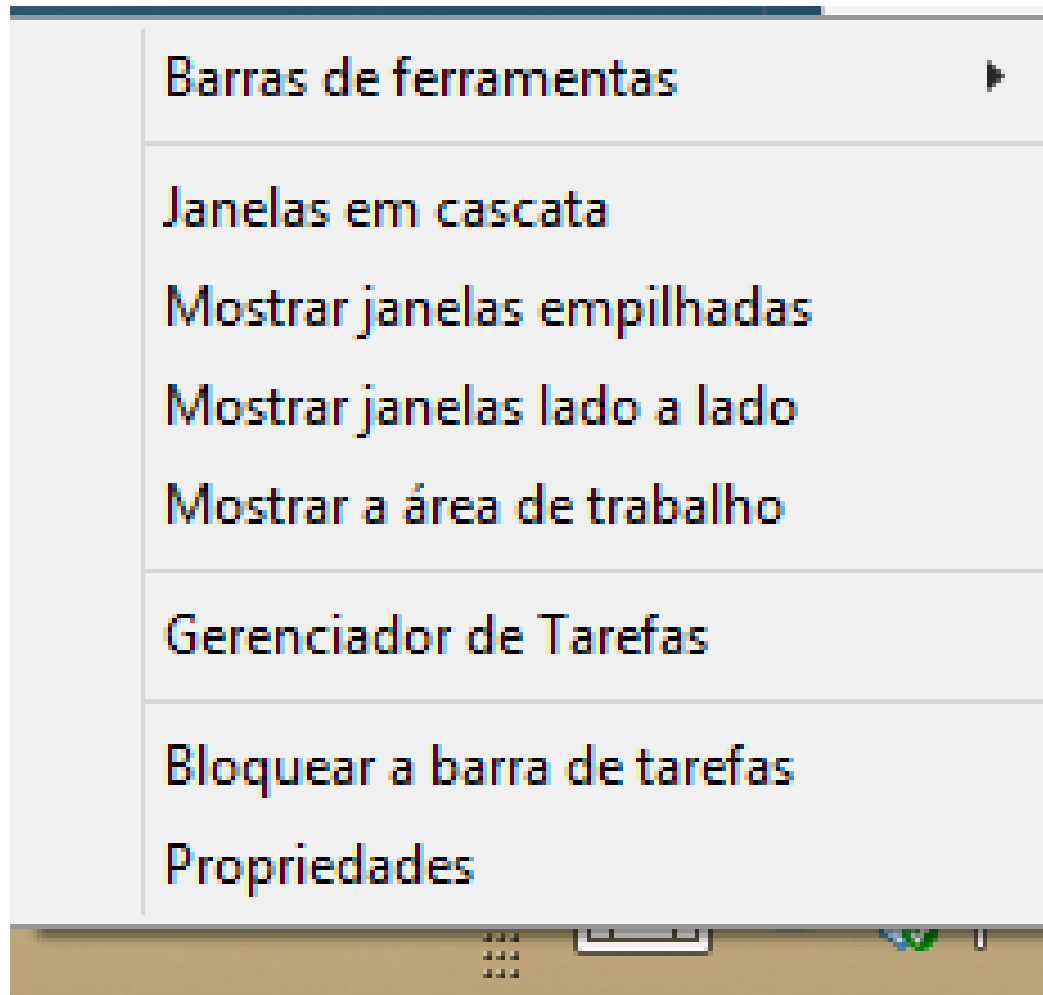 Barras de ferramentas
Janelas em cascata
Mostrar janelas empilhadas
Mostrar janelas lado a lado
Mostrar a área de trabalho
Gerenciador de Tarefas
Bloquear a barra de tarefas
Propriedades